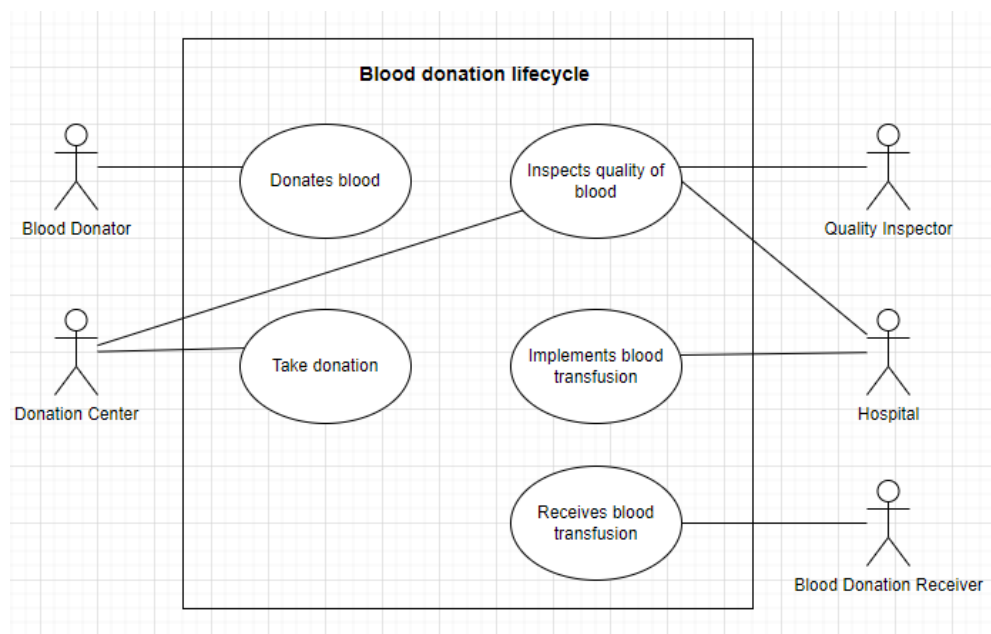 Blood donation lifecycle
Donates blood
Inspects quality of
blood
Blood Donator
Quality Inspector
Take donation
Implements blood
transfusion
Donation Center
Hospital
Receives blood
transfusion
Blood Donation Receiver